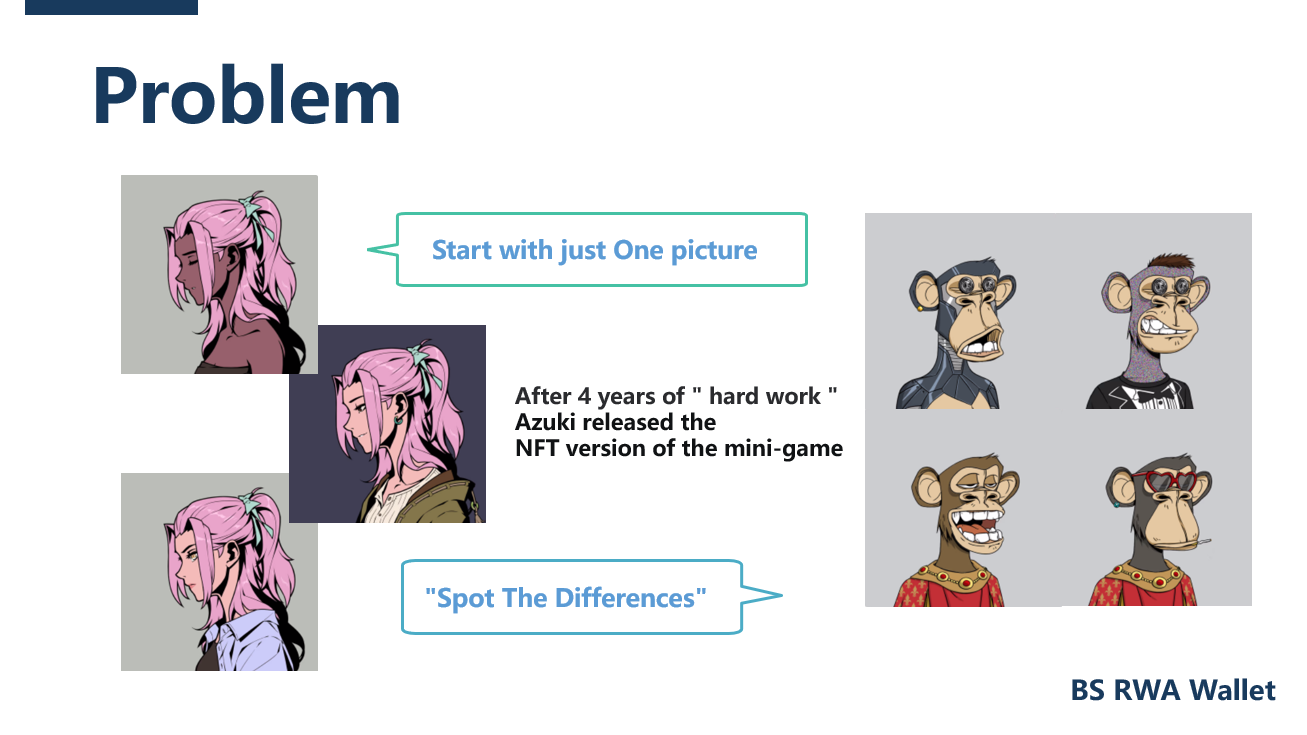 Problem
Start with just One picture
After 4 years of " hard work "
Azuki released the
NFT version of the mini-game
"Spot The Differences"
BS RWA Wallet